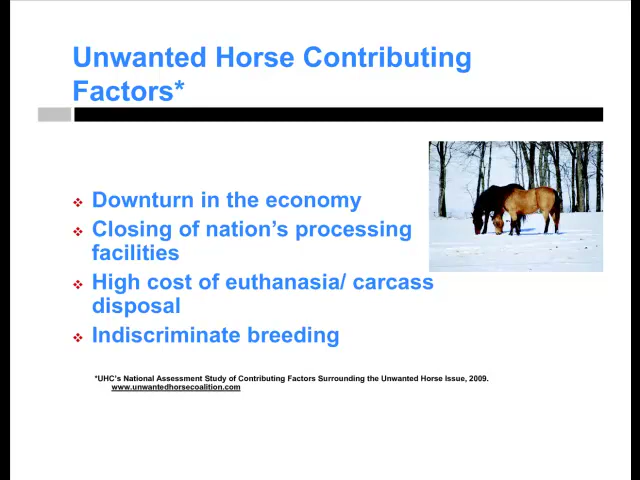 Unwanted Horse Contributing
Factors*
Downturn in the economy
Closing of nation’s processing
facilities
High cost of euthanasia/ carcass
disposal
Indiscriminate breeding
*UHC’s National Assessment Study of Contributing Factors Surrounding the Unwanted Horse Issue, 2009.
www.unwantedhorsecoalition.com